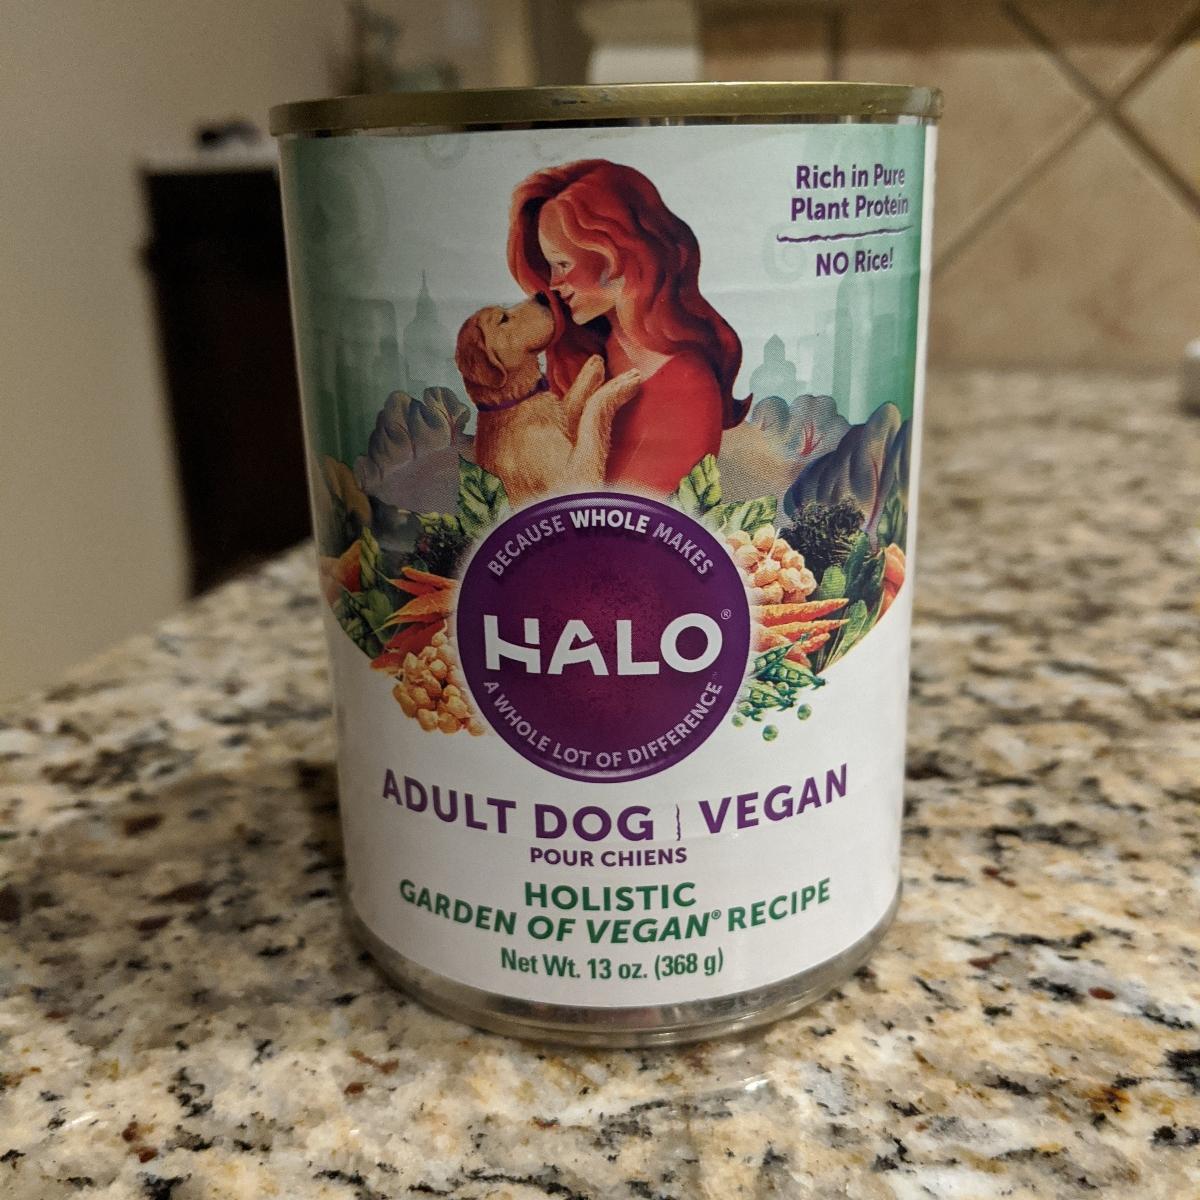 Rich in Pure
Plant Protein
NO Rice!
BECAUSE WHOLE MAKES
HALO®
A WHOLE LOT OF DIFFERENCE™
ADULT DOG | VEGAN
POUR CHIENS
HOLISTIC
GARDEN OF VEGAN® RECIPE
Net Wt. 13 oz. (368 g)